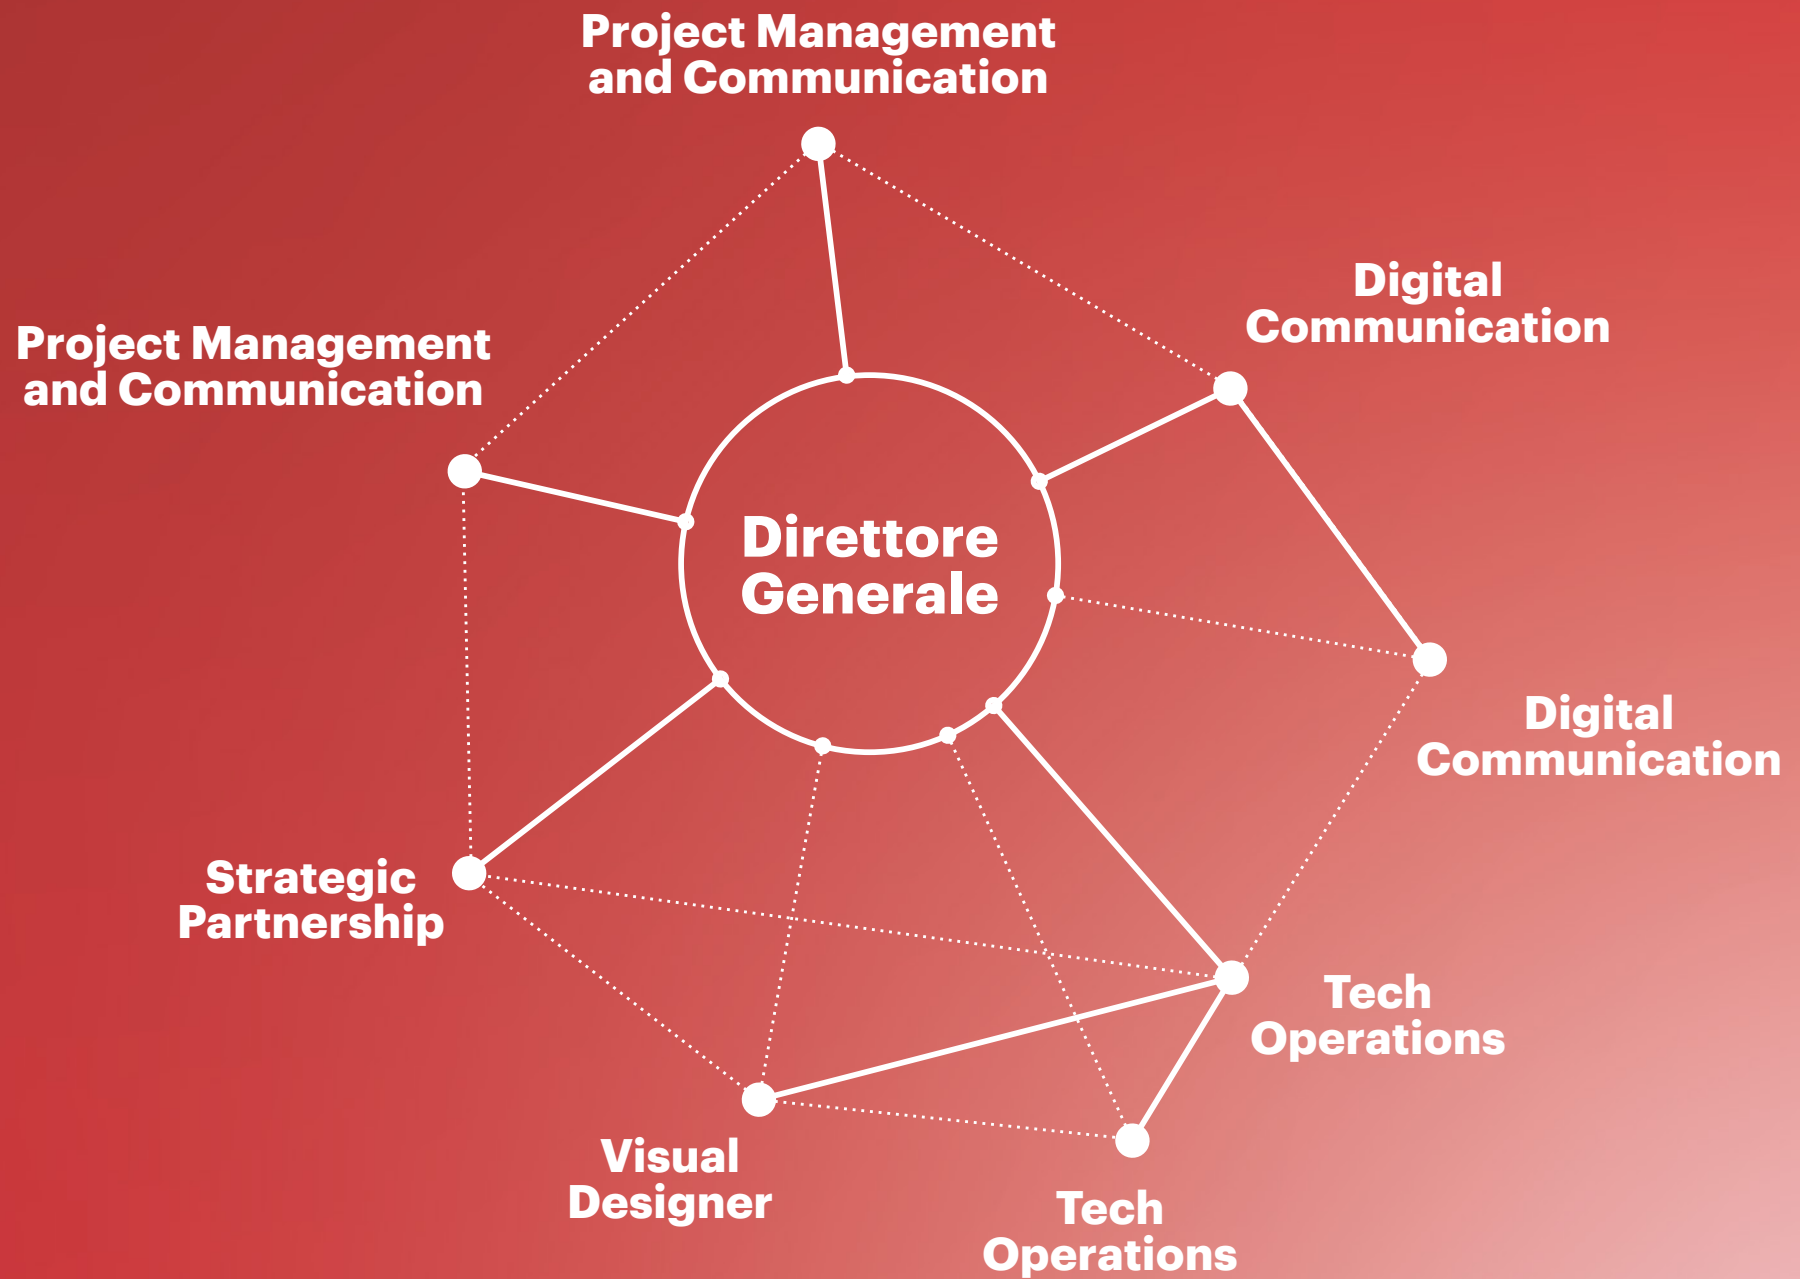 Project Management
and Communication
Digital
Communication
Project Management
and Communication
Direttore
Generale
Digital
Communication
Strategic
Partnership
Tech
Operations
Visual
Designer
Tech
Operations